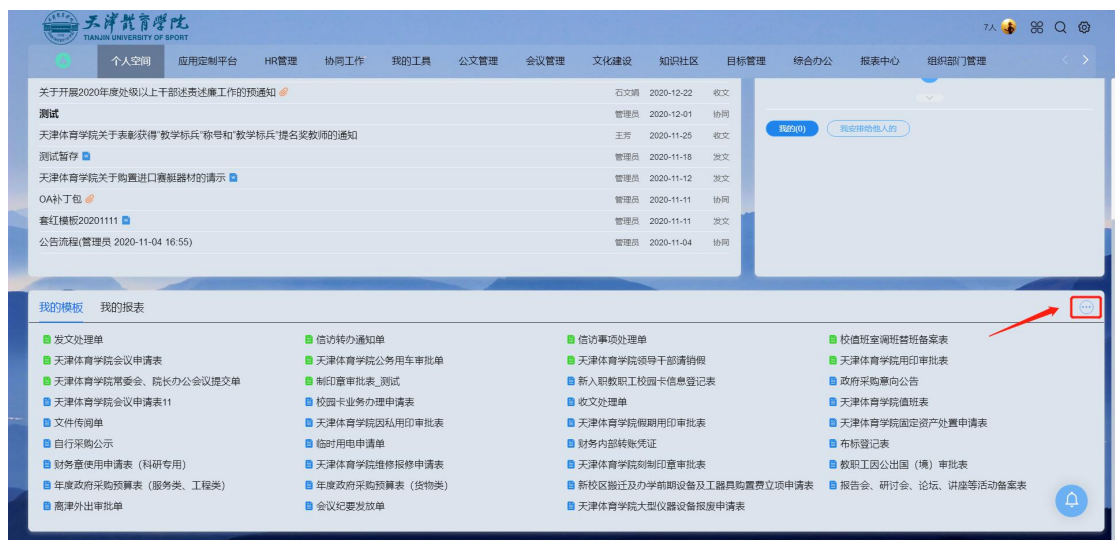 天津体育学院
TIANJIN UNIVERSITY OF SPORT
7人
个人空间 应用定制平台 HR管理 协同工作 我的工具 公文管理 会议管理 文化建设 知识社区 目标管理 综合办公 报表中心 组织部门管理
关于开展2020年度处级以上干部述责述廉工作的预通知 石文娟 2020-12-22 收文
测试 管理员 2020-12-01 协同
天津体育学院关于表彰获得“教学标兵”称号和“教学标兵”提名奖教师的通知 王芳 2020-11-25 收文
测试暂存 管理员 2020-11-18 发文
天津体育学院关于购置进口赛艇器材的请示 管理员 2020-11-12 发文
OA补丁包 管理员 2020-11-11 协同
套红模板20201111 管理员 2020-11-11 发文
公告流程(管理员 2020-11-04 16:55) 管理员 2020-11-04 协同
我的(0) 我安排给他人的
我的模板 我的报表
发文处理单 信访转办通知单 信访事项处理单 校值班室调班替班备案表
天津体育学院会议申请表 天津体育学院公务用车审批单 天津体育学院领导干部请销假 天津体育学院用印审批表
天津体育学院常委会、院长办公会议提交单 制印章审批表_测试 新入职教职工校园卡信息登记表 政府采购意向公告
天津体育学院会议申请表11 校园卡业务办理申请表 收文处理单 天津体育学院值班表
文件传阅单 天津体育学院因私用印审批表 天津体育学院假期用印审批表 天津体育学院固定资产处置申请表
自行采购公示 临时用电申请单 财务内部转账凭证 布标登记表
财务章使用申请表（科研专用） 天津体育学院维修报修申请表 天津体育学院刻制印章审批表 教职工因公出国（境）审批表
年度政府采购预算表（服务类、工程类） 年度政府采购预算表（货物类） 新校区搬迁及办学前期设备及工器具购置费立项申请表 报告会、研讨会、论坛、讲座等活动备案表
离津外出审批单 会议纪要发放单 天津体育学院大型仪器设备报废申请表